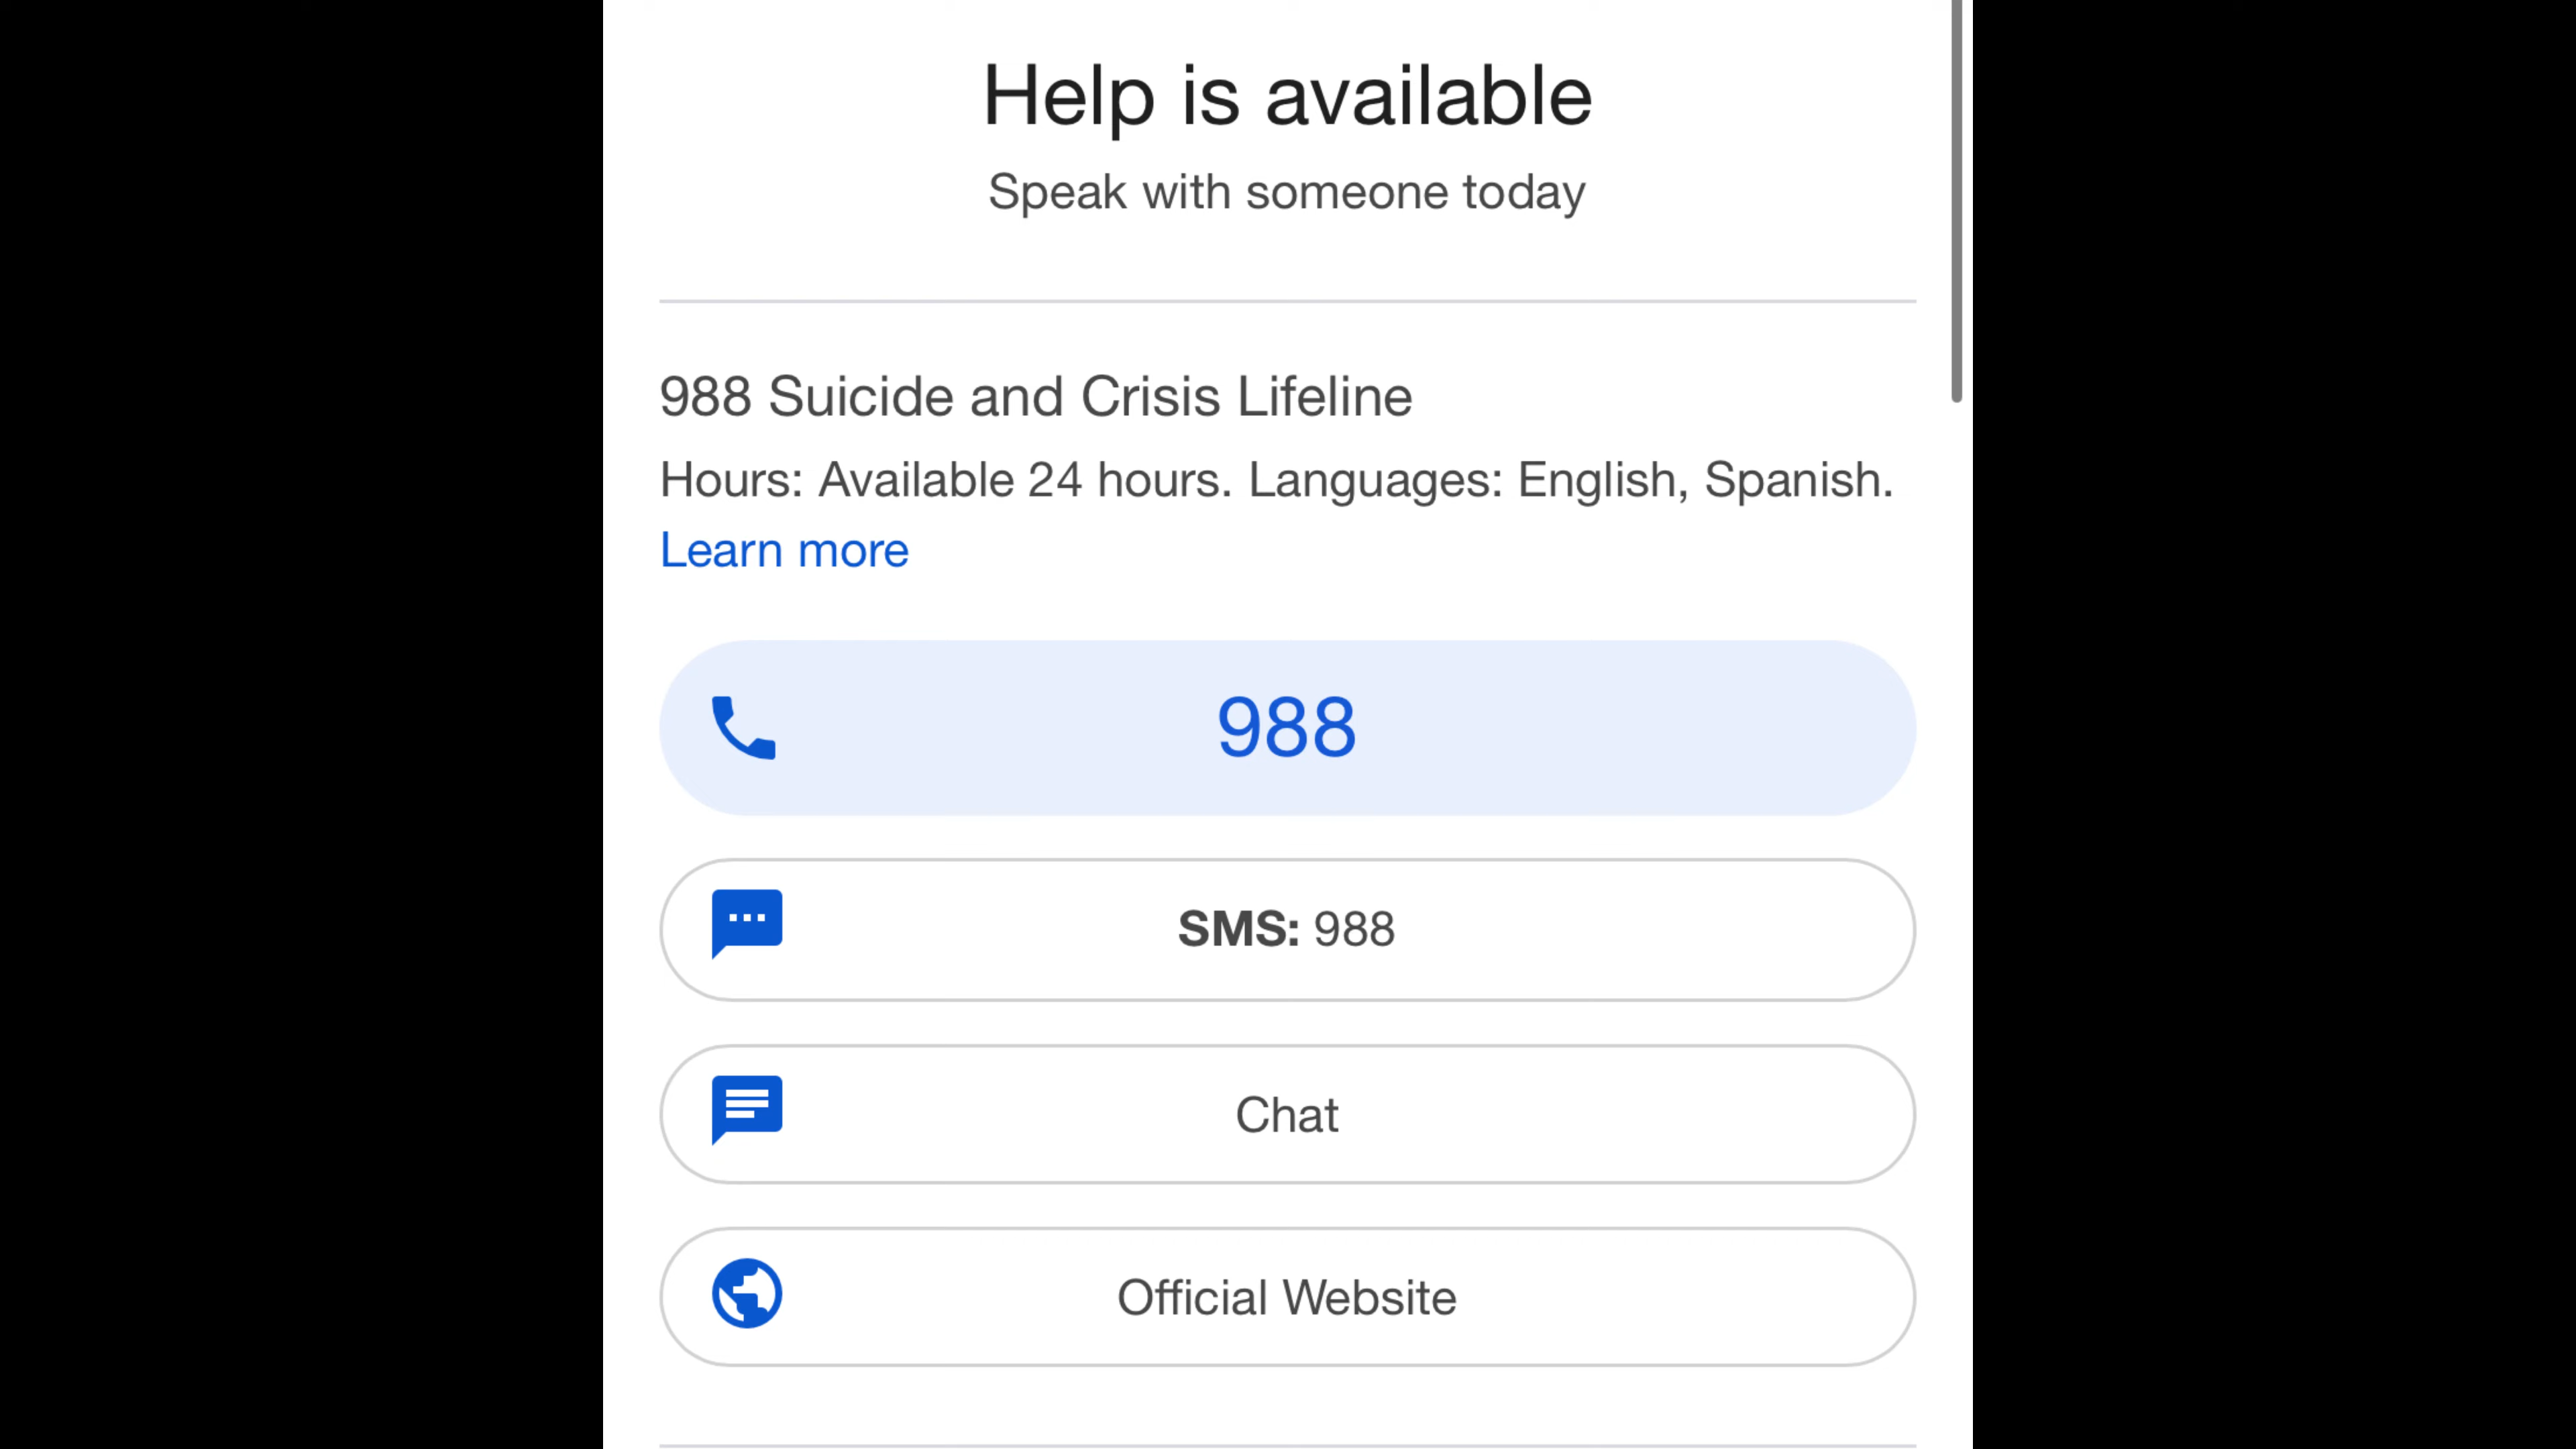 Help is available
Speak with someone today
988 Suicide and Crisis Lifeline
Hours: Available 24 hours. Languages: English, Spanish.
Learn more
988
SMS: 988
Chat
Official Website